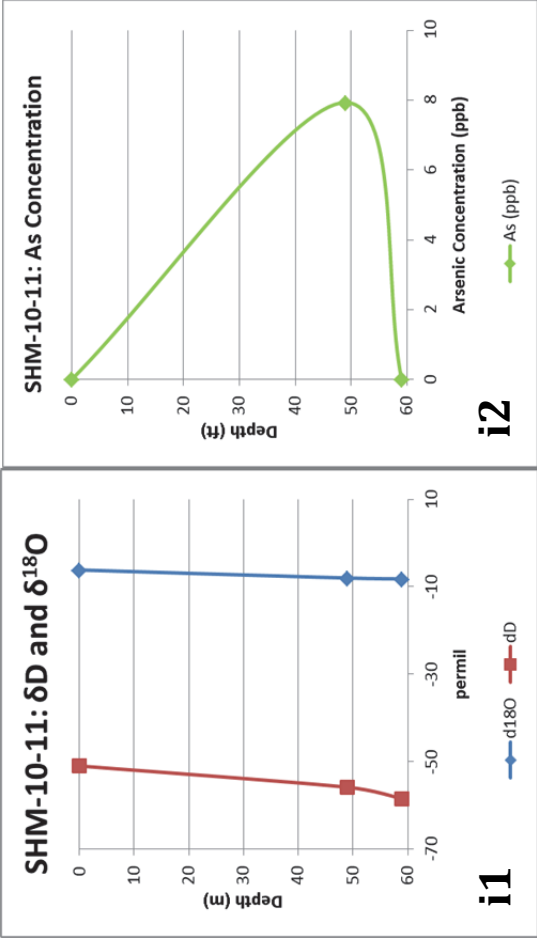 SHM-10-11: δD and δ¹⁸O
0
10
20
30
40
50
60
Depth (m)
-70 -50 -30 -10 10
permil
d18O dD
i1
SHM-10-11: As Concentration
0
10
20
30
40
50
60
Depth (ft)
0 2 4 6 8 10
Arsenic Concentration (ppb)
As (ppb)
i2